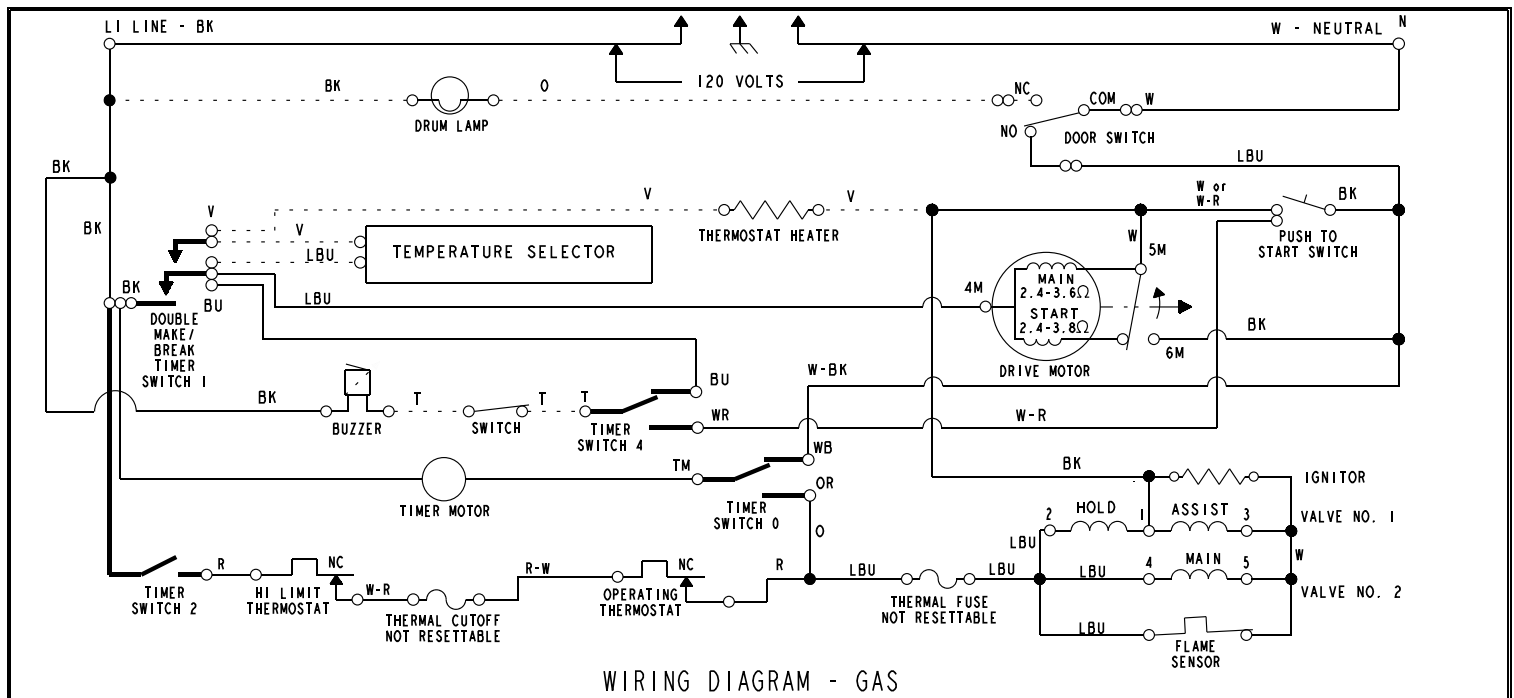 LI LINE - BK
W - NEUTRAL
N
120 VOLTS
BK
O
NC
COM
W
DRUM LAMP
NO
DOOR SWITCH
LBU
BK
V
V
W or
W-R
BK
V
BK
V
THERMOSTAT HEATER
PUSH TO
START SWITCH
LBU
TEMPERATURE SELECTOR
W
5M
BK
BU
LBU
4M
MAIN
2.4-3.6Ω
START
2.4-3.8Ω
DOUBLE
MAKE/
BREAK
TIMER
SWITCH 1
BK
6M
DRIVE MOTOR
W-BK
BU
BK
T
T
T
WR
W-R
BUZZER
SWITCH
TIMER
SWITCH 4
WB
TM
BK
IGNITOR
OR
TIMER MOTOR
TIMER
SWITCH 0
O
2
HOLD
1
ASSIST
3
VALVE NO. 1
LBU
W
R
NC
R-W
NC
R
LBU
LBU
LBU
4
MAIN
5
TIMER
SWITCH 2
HI LIMIT
THERMOSTAT
W-R
OPERATING
THERMOSTAT
THERMAL FUSE
NOT RESETTABLE
VALVE NO. 2
THERMAL CUTOFF
NOT RESETTABLE
LBU
FLAME
SENSOR
WIRING DIAGRAM - GAS